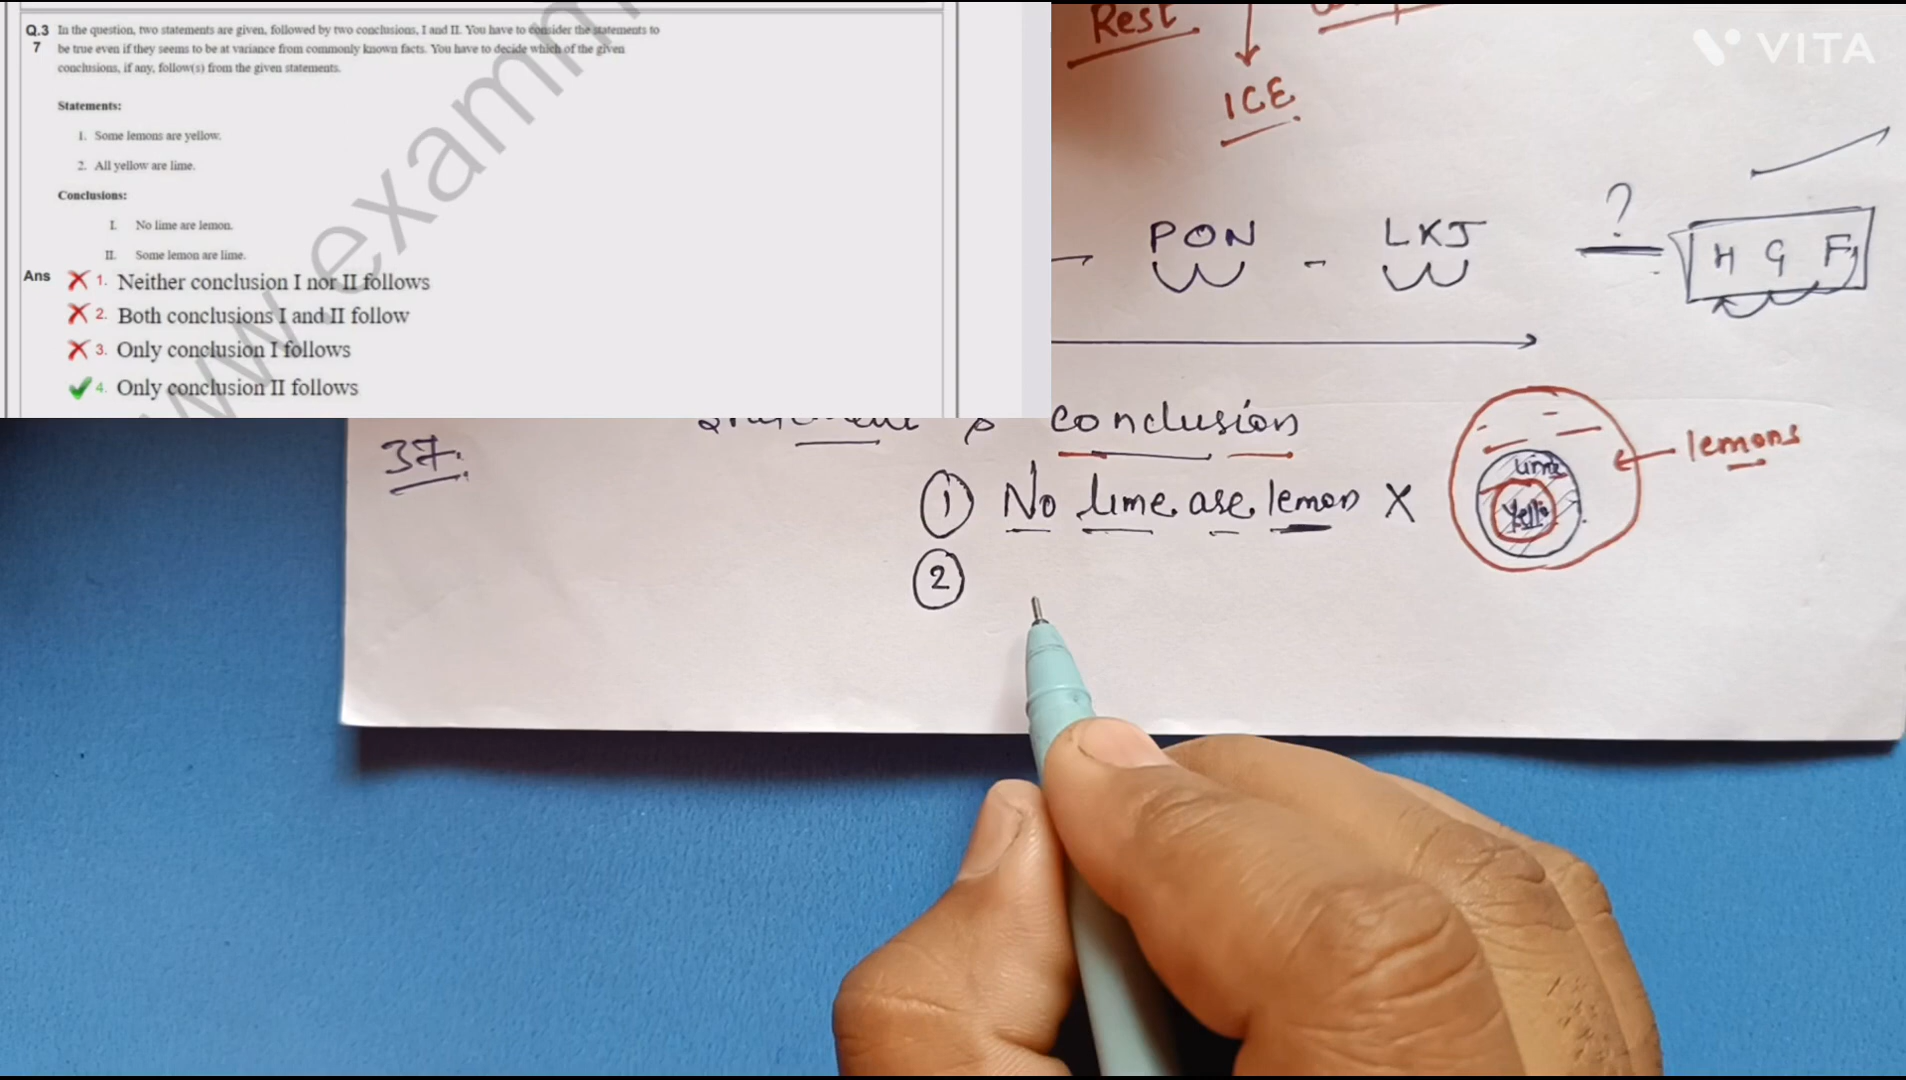 Q.3 In the question, two statements are given, followed by two conclusions, I and II. You have to consider the statements to
7 be true even if they seems to be at variance from commonly known facts. You have to decide which of the given
conclusions, if any, follow(s) from the given statements.
Statements:
1. Some lemons are yellow.
2. All yellow are lime.
Conclusions:
I. No lime are lemon.
II. Some lemon are lime.
Ans 1. Neither conclusion I nor II follows
2. Both conclusions I and II follow
3. Only conclusion I follows
4. Only conclusion II follows
www.examm
VITA
Rest
ICE
PON - LKJ ?
H G F
37.
conclusion
1 No lime are lemon X
2
lemons
lime